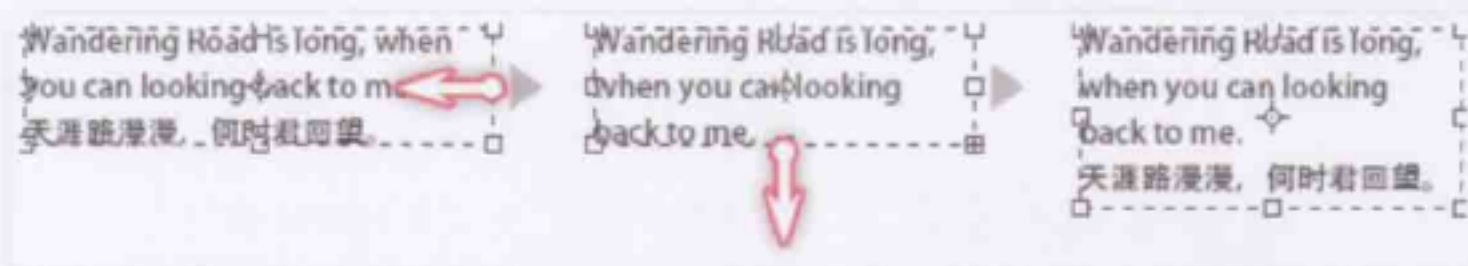 Wandering Road is long, when
you can looking back to me.
天涯路漫漫，何时君回望。
Wandering Road is long,
when you can looking
back to me.
Wandering Road is long,
when you can looking
back to me.
天涯路漫漫，何时君回望。